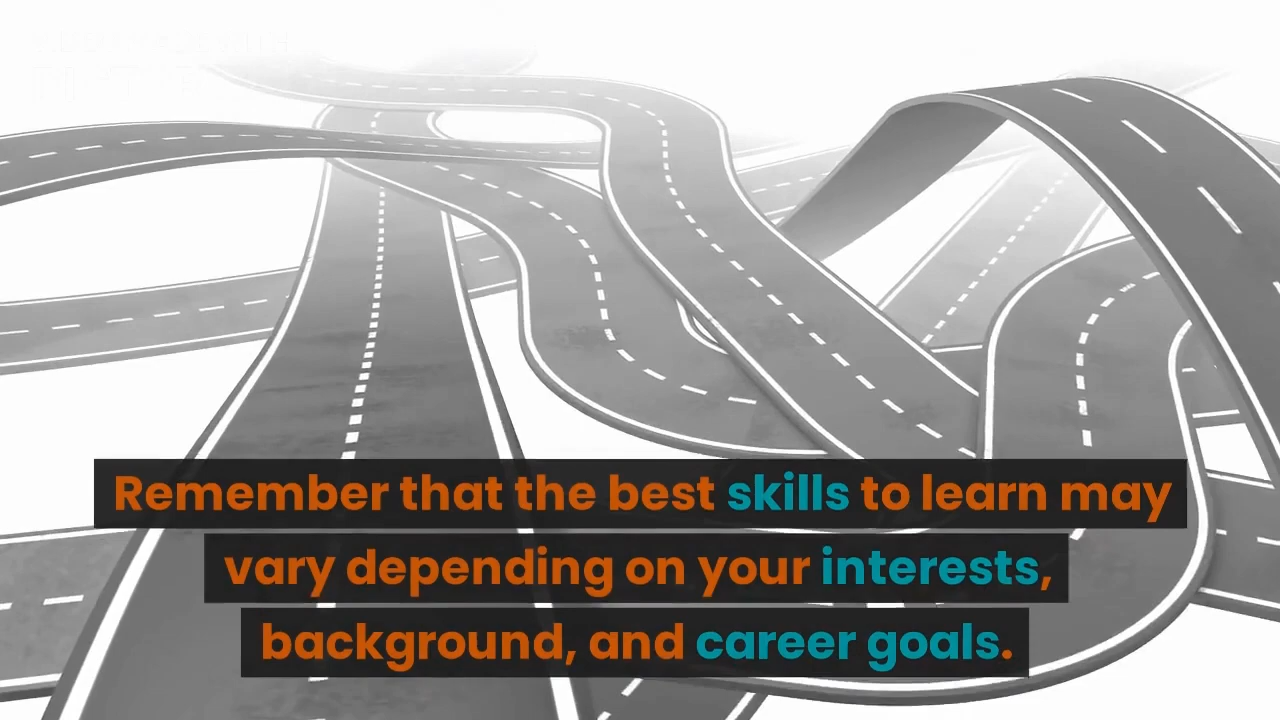 Remember that the best skills to learn may
vary depending on your interests,
background, and career goals.